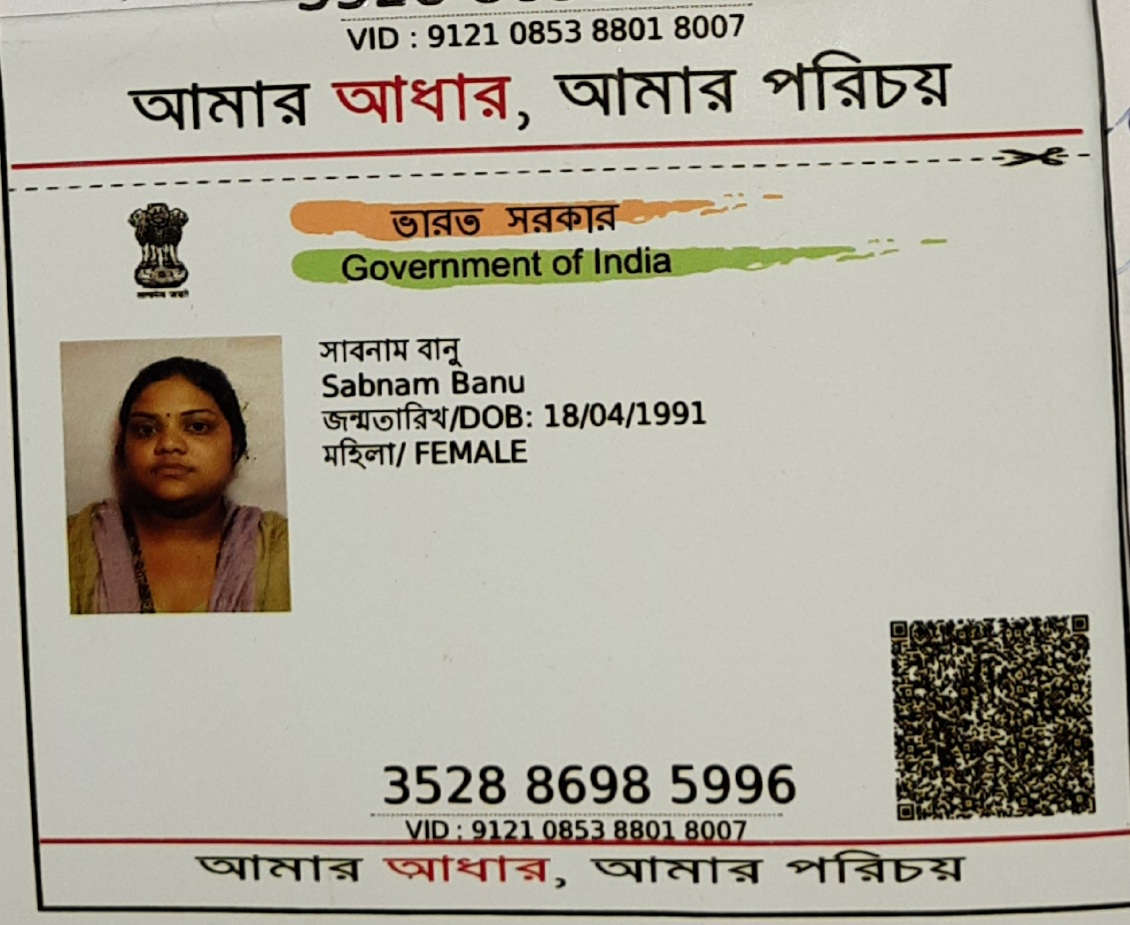 VID : 9121 0853 8801 8007
আমার আধার, আমার পরিচয়
ভারত সরকার
Government of India
সাবনাম বানু
Sabnam Banu
জন্মতারিখ/DOB: 18/04/1991
মহিলা/ FEMALE
3528 8698 5996
VID : 9121 0853 8801 8007
আমার আধার, আমার পরিচয়